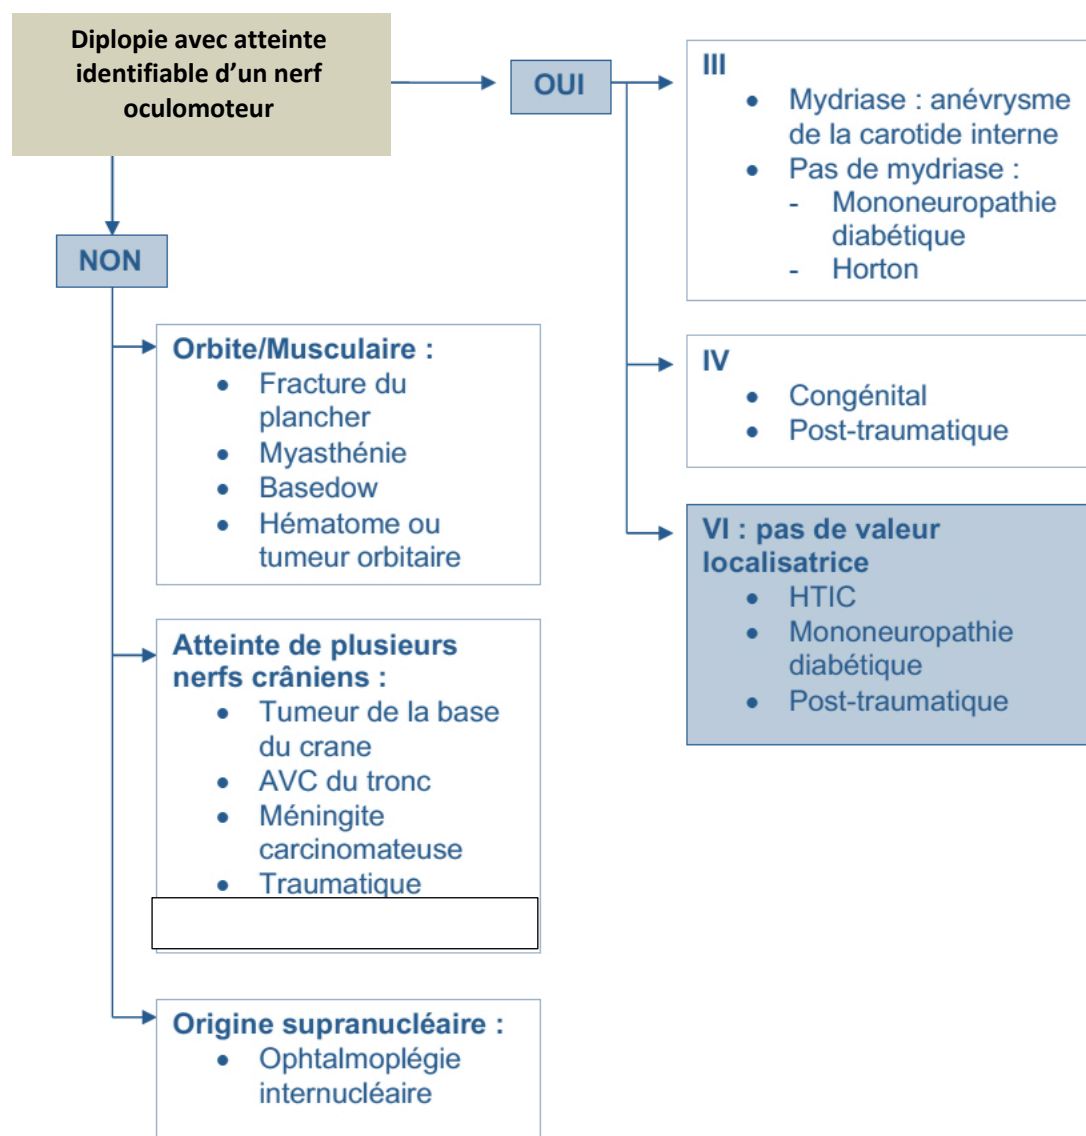 Diplopie avec atteinte
identifiable d'un nerf
oculomoteur
OUI
NON
III
• Mydriase : anévrysme
de la carotide interne
• Pas de mydriase :
- Mononeuropathie
diabétique
- Horton
IV
• Congénital
• Post-traumatique
VI : pas de valeur
localisatrice
• HTIC
• Mononeuropathie
diabétique
• Post-traumatique
Orbite/Musculaire :
• Fracture du
plancher
• Myasthénie
• Basedow
• Hématome ou
tumeur orbitaire
Atteinte de plusieurs
nerfs crâniens :
• Tumeur de la base
du crane
• AVC du tronc
• Méningite
carcinomateuse
• Traumatique
Origine supranucléaire :
• Ophtalmoplégie
internucléaire